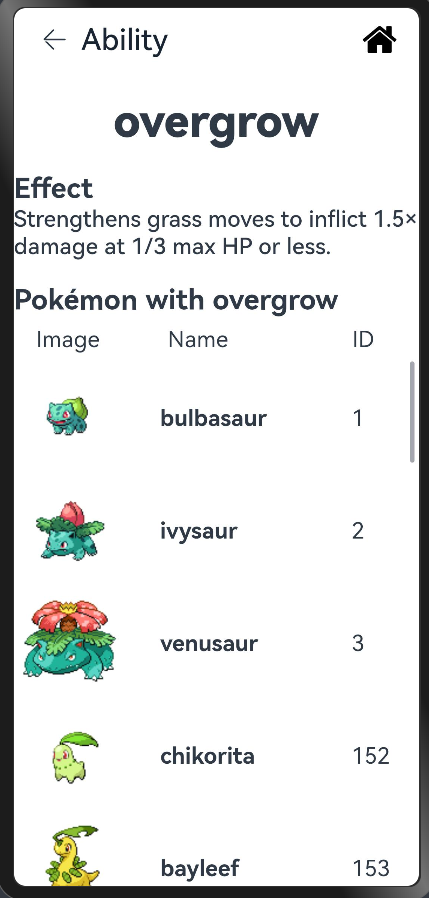 Ability
overgrow
Effect
Strengthens grass moves to inflict 1.5×
damage at 1/3 max HP or less.
Pokémon with overgrow
Image Name ID
bulbasaur 1
ivysaur 2
venusaur 3
chikorita 152
bayleef 153